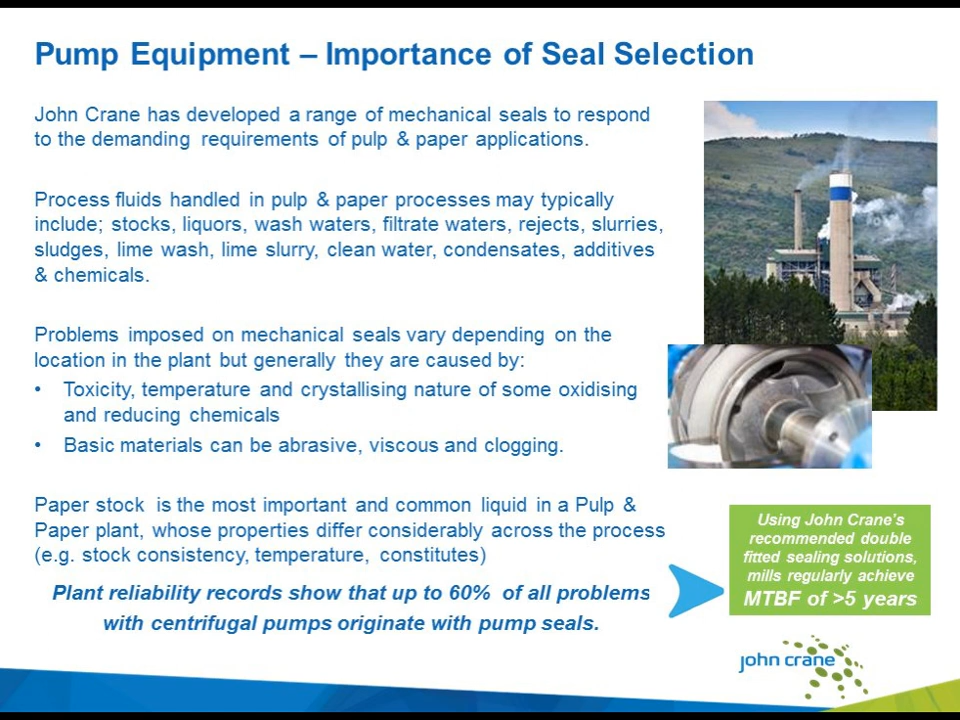 Pump Equipment – Importance of Seal Selection
John Crane has developed a range of mechanical seals to respond
to the demanding requirements of pulp & paper applications.
Process fluids handled in pulp & paper processes may typically
include; stocks, liquors, wash waters, filtrate waters, rejects, slurries,
sludges, lime wash, lime slurry, clean water, condensates, additives
& chemicals.
Problems imposed on mechanical seals vary depending on the
location in the plant but generally they are caused by:
• Toxicity, temperature and crystallising nature of some oxidising
and reducing chemicals
• Basic materials can be abrasive, viscous and clogging.
Paper stock is the most important and common liquid in a Pulp &
Paper plant, whose properties differ considerably across the process
(e.g. stock consistency, temperature, constitutes)
Plant reliability records show that up to 60% of all problems
with centrifugal pumps originate with pump seals.
Using John Crane's
recommended double
fitted sealing solutions,
mills regularly achieve
MTBF of >5 years
john crane